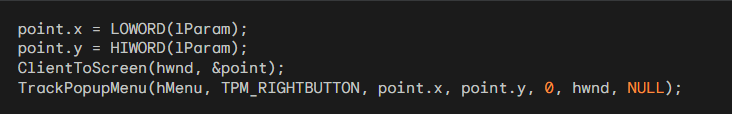 point.x = LOWORD(lParam);
point.y = HIWORD(lParam);
ClientToScreen(hwnd, &point);
TrackPopupMenu(hMenu, TPM_RIGHTBUTTON, point.x, point.y, 0, hwnd, NULL);